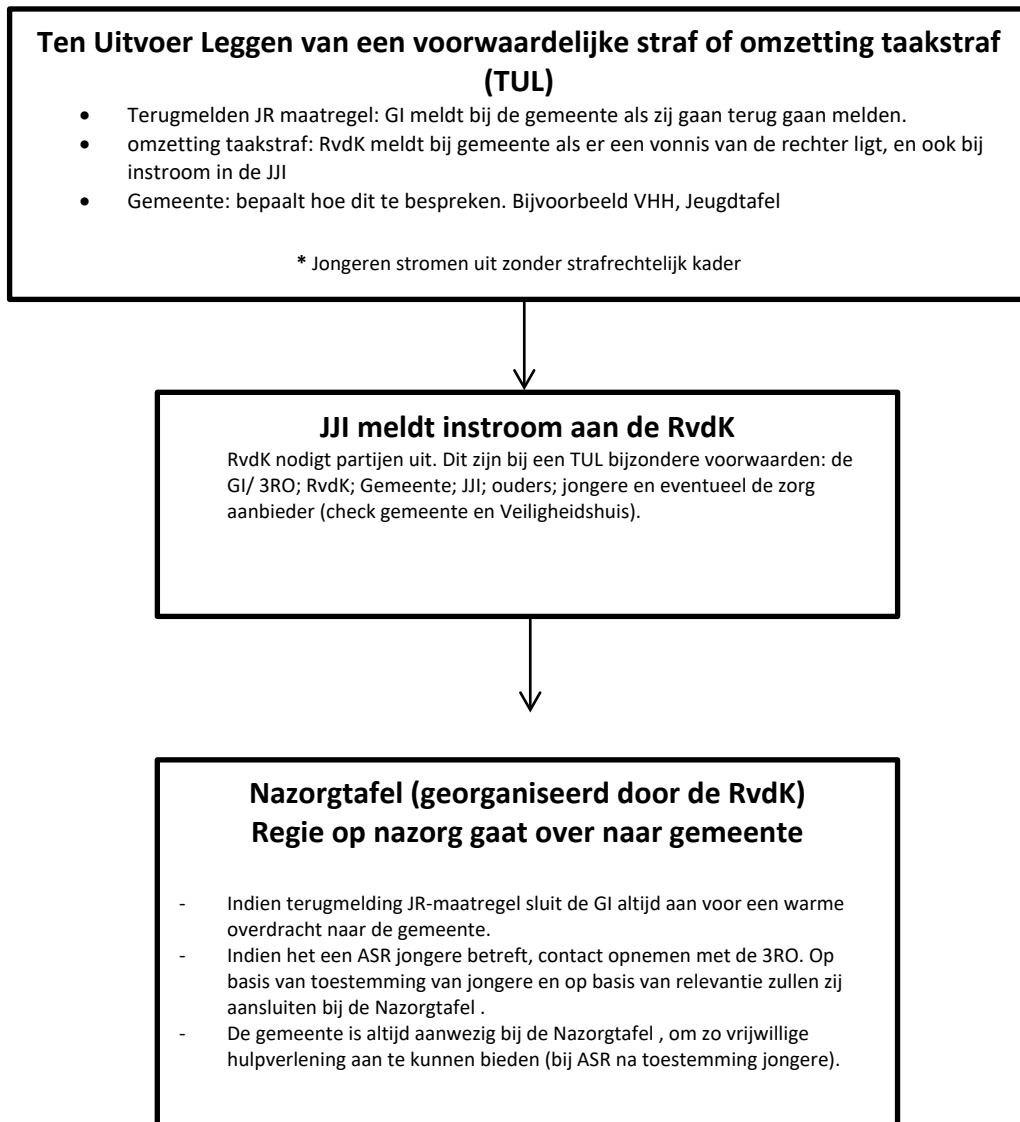 Ten Uitvoer Leggen van een voorwaardelijke straf of omzetting taakstraf
(TUL)
• Terugmelden JR maatregel: GI meldt bij de gemeente als zij gaan terug gaan melden.
• omzetting taakstraf: RvdK meldt bij gemeente als er een vonnis van de rechter ligt, en ook bij
instroom in de JJI
• Gemeente: bepaalt hoe dit te bespreken. Bijvoorbeeld VHH, Jeugdtafel
* Jongeren stromen uit zonder strafrechtelijk kader
JJI meldt instroom aan de RvdK
RvdK nodigt partijen uit. Dit zijn bij een TUL bijzondere voorwaarden: de
GI/ 3RO; RvdK; Gemeente; JJI; ouders; jongere en eventueel de zorg
aanbieder (check gemeente en Veiligheidshuis).
Nazorgtafel (georganiseerd door de RvdK)
Regie op nazorg gaat over naar gemeente
- Indien terugmelding JR-maatregel sluit de GI altijd aan voor een warme
overdracht naar de gemeente.
- Indien het een ASR jongere betreft, contact opnemen met de 3RO. Op
basis van toestemming van jongere en op basis van relevantie zullen zij
aansluiten bij de Nazorgtafel .
- De gemeente is altijd aanwezig bij de Nazorgtafel , om zo vrijwillige
hulpverlening aan te kunnen bieden (bij ASR na toestemming jongere).